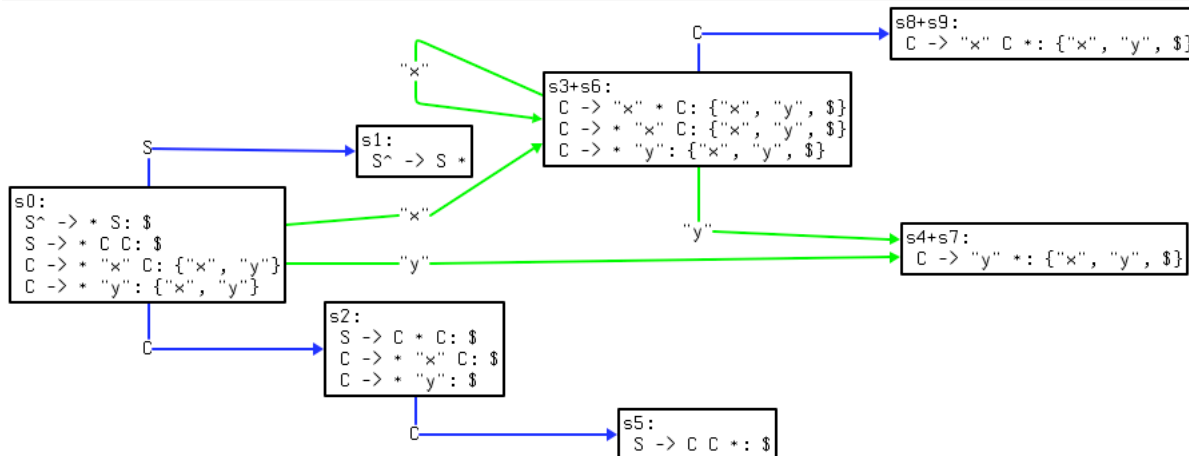 s8+s9:
C -> "x" C *: {"x", "y", $}
C
"x"
s3+s6:
C -> "x" * C: {"x", "y", $}
C -> * "x" C: {"x", "y", $}
C -> * "y": {"x", "y", $}
s1:
S^ -> S *
S
s0:
S^ -> * S: $
S -> * C C: $
C -> * "x" C: {"x", "y"}
C -> * "y": {"x", "y"}
"x"
"y"
"y"
s4+s7:
C -> "y" *: {"x", "y", $}
C
s2:
S -> C * C: $
C -> * "x" C: $
C -> * "y": $
C
s5:
S -> C C *: $